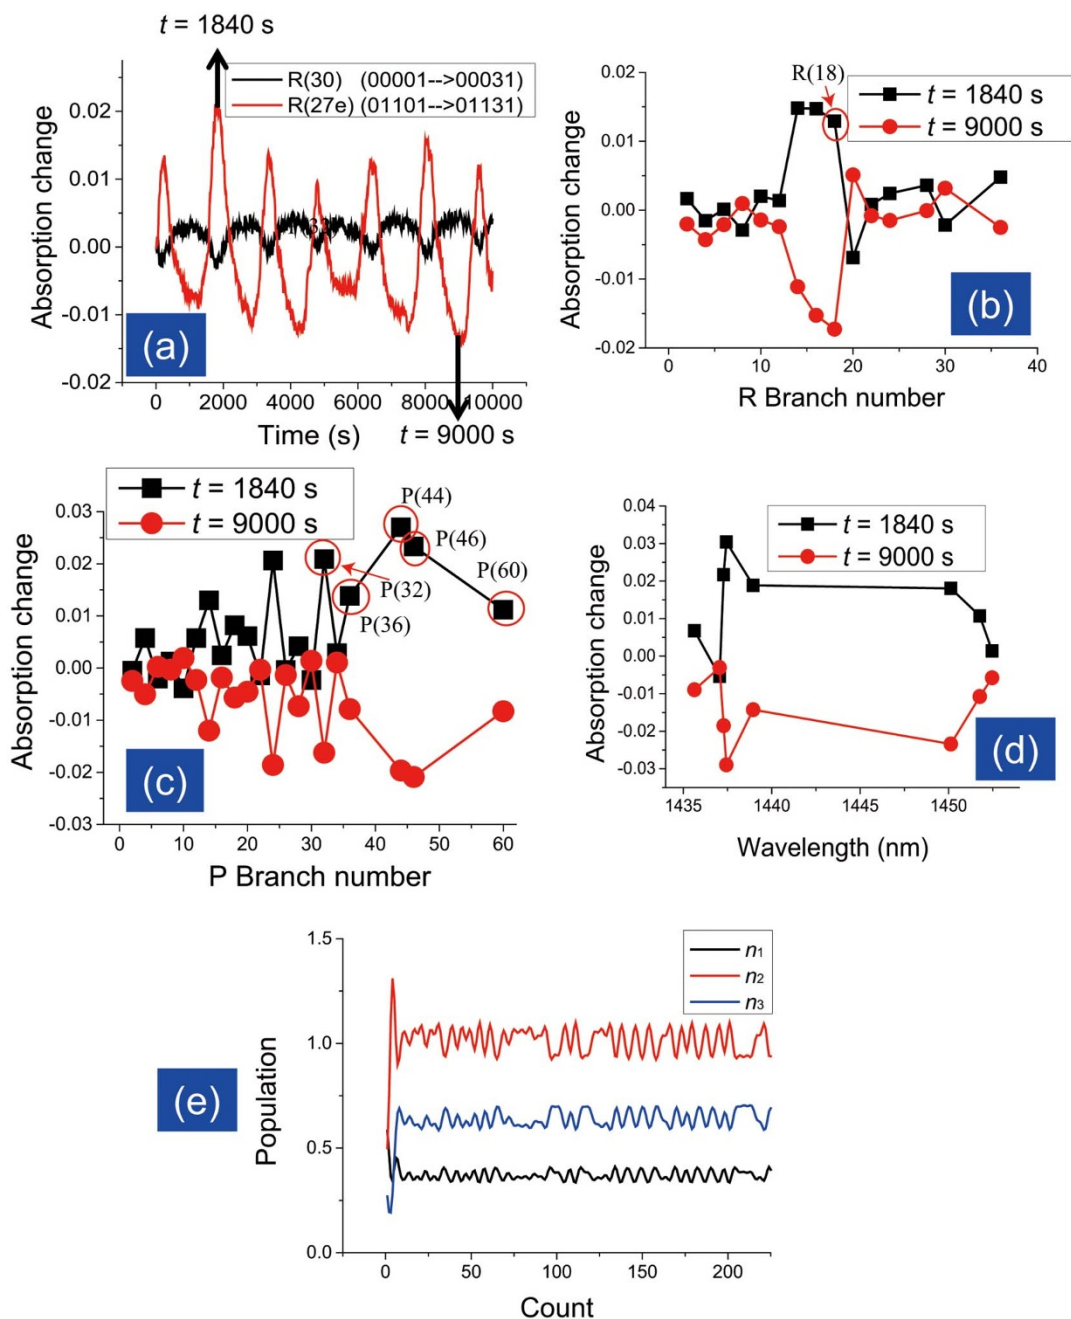 t = 1840 s
R(30) (00001-->00031)
R(27e) (01101-->01131)
0.02
0.01
0.00
-0.01
-0.02
Absorption change
33
0 2000 4000 6000 8000 10000
Time (s)
t = 9000 s
(a)
R(18)
t = 1840 s
t = 9000 s
0.02
0.01
0.00
-0.01
-0.02
Absorption change
0 10 20 30 40
R Branch number
(b)
t = 1840 s
t = 9000 s
P(44)
P(46)
P(60)
P(32)
P(36)
0.03
0.02
0.01
0.00
-0.01
-0.02
-0.03
Absorption change
0 10 20 30 40 50 60
P Branch number
(c)
t = 1840 s
t = 9000 s
0.04
0.03
0.02
0.01
0.00
-0.01
-0.02
-0.03
Absorption change
1435 1440 1445 1450
Wavelength (nm)
(d)
n1
n2
n3
1.5
1.0
0.5
0.0
Population
0 50 100 150 200
Count
(e)